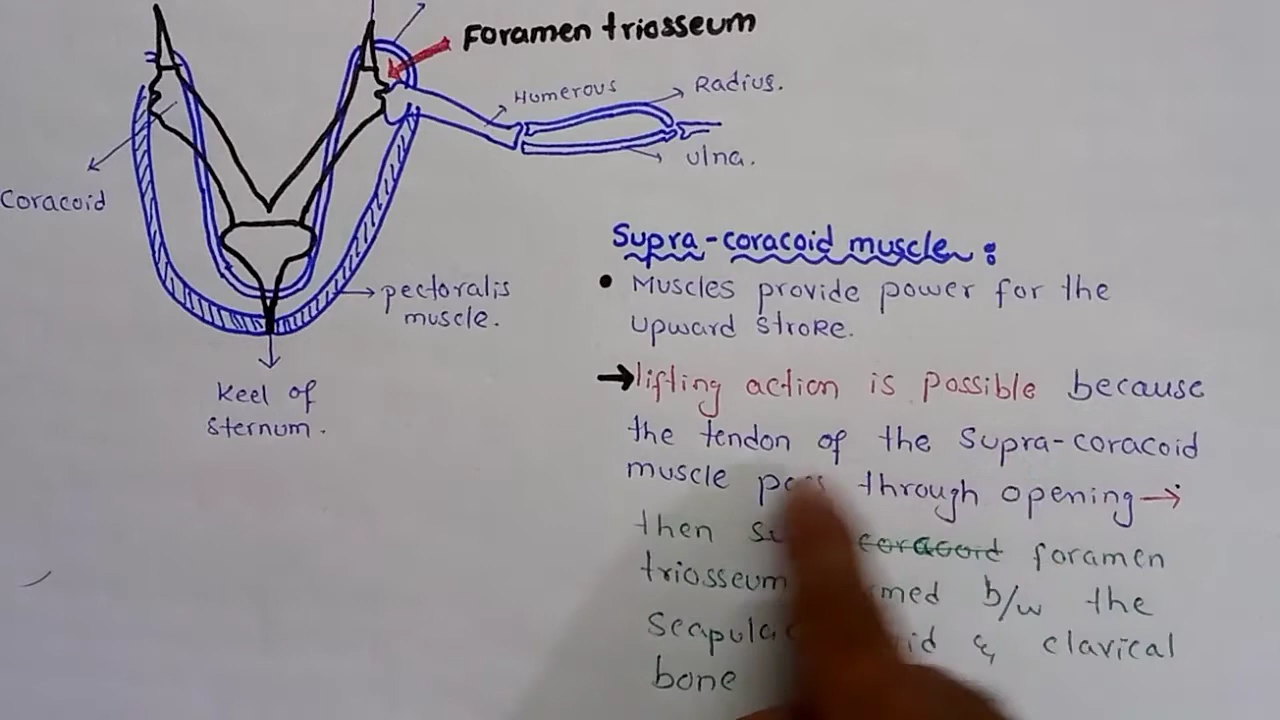 Foramen triosseum
Humerous
Radius.
ulna.
Coracoid
pectoralis
muscle.
Keel of
sternum.
Supra-coracoid muscle:
• Muscles provide power for the
upward stroke.
→ lifting action is possible because
the tendon of the Supra-coracoid
muscle through opening →
then coracoid foramen
triosseum b/w the
Scapula & clavical
bone